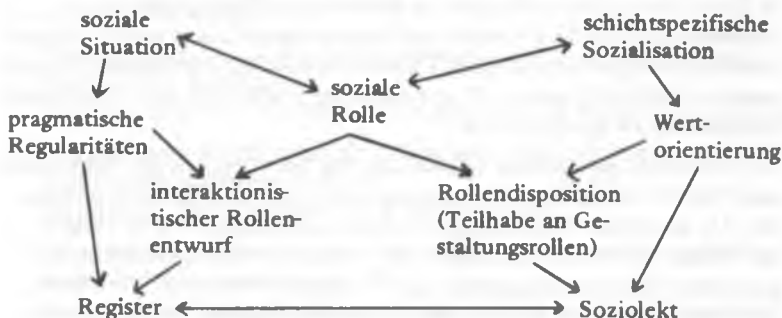 soziale
Situation
schichtspezifische
Sozialisation
soziale
Rolle
pragmatische
Regularitäten
Wert-
orientierung
interaktionis-
tischer Rollen-
entwurf
Rollendisposition
(Teilhabe an Ge-
staltungsrollen)
Register
Soziolekt